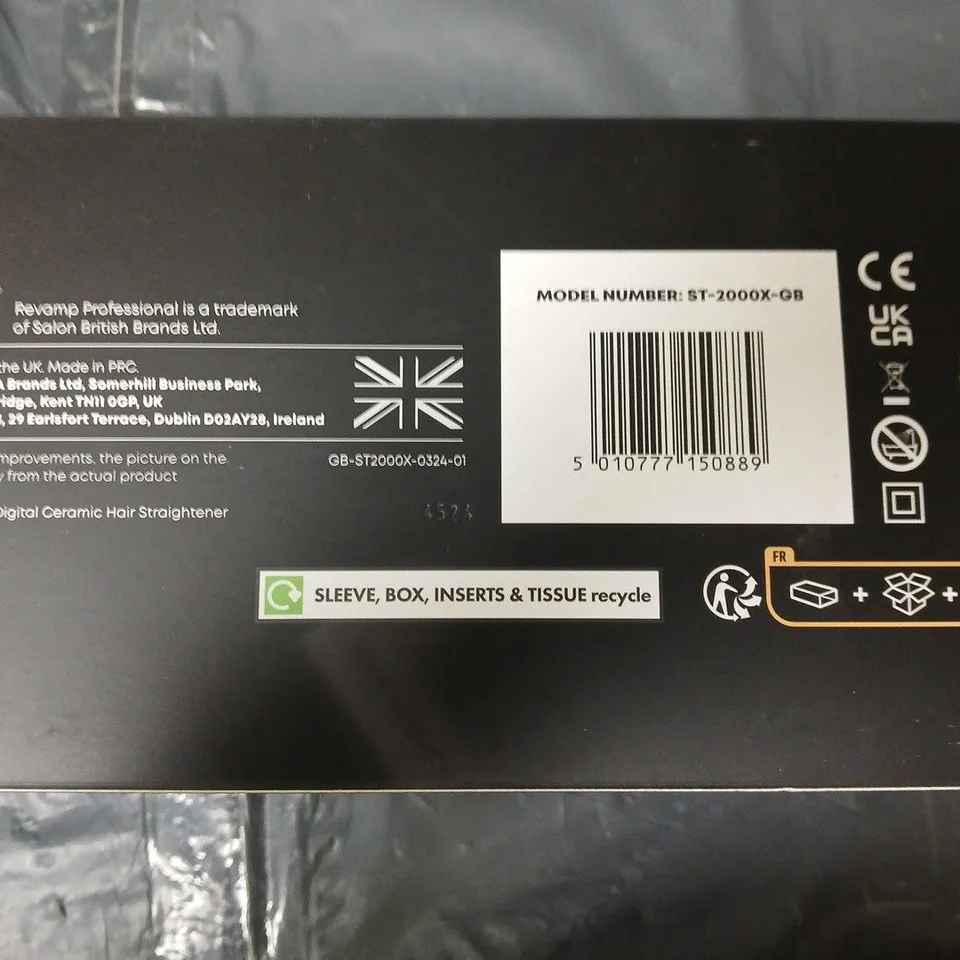 Revamp Professional is a trademark
of Salon British Brands Ltd.
the UK. Made in PRC.
A Brands Ltd, Somerhill Business Park,
ridge, Kent TN11 0GP, UK
, 29 Earlsfort Terrace, Dublin D02AY28, Ireland
mprovements, the picture on the
y from the actual product
GB-ST2000X-0324-01
Digital Ceramic Hair Straightener
4524
MODEL NUMBER: ST-2000X-GB
5 010777 150889
CE
UK
CA
SLEEVE, BOX, INSERTS & TISSUE recycle
FR
+
+